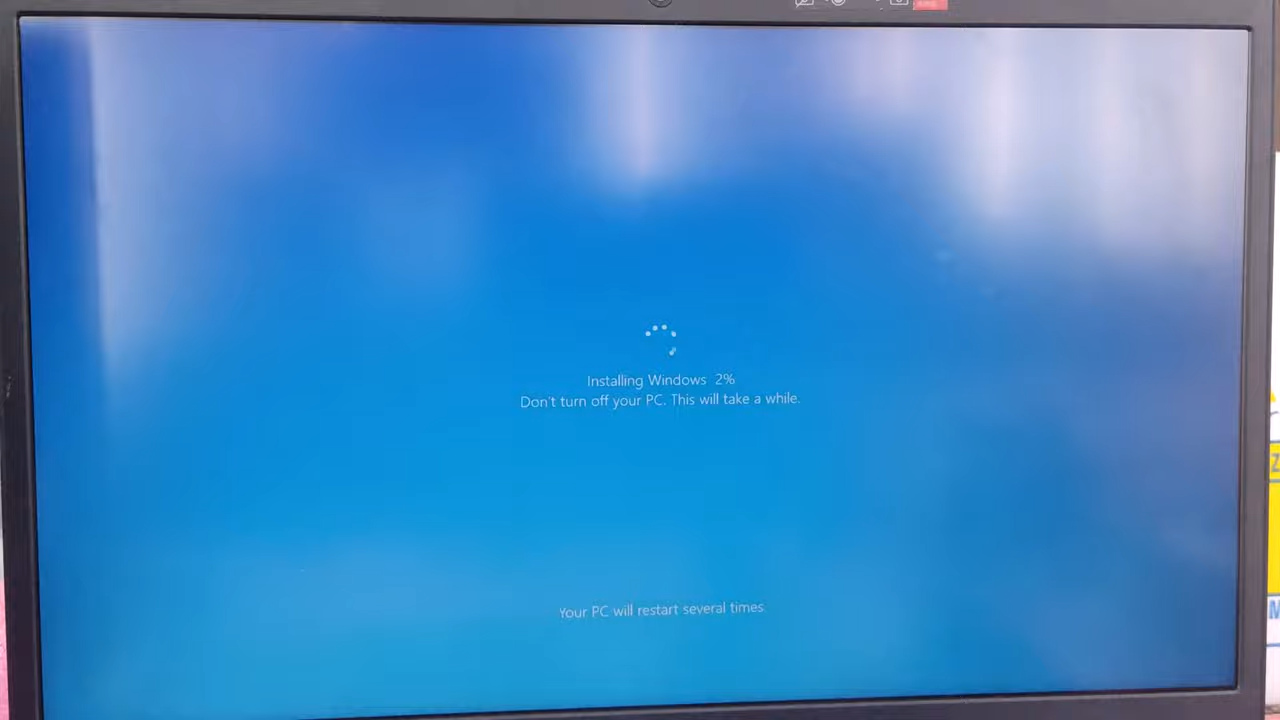 Installing Windows 2%
Don't turn off your PC. This will take a while.
Your PC will restart several times
Z
M